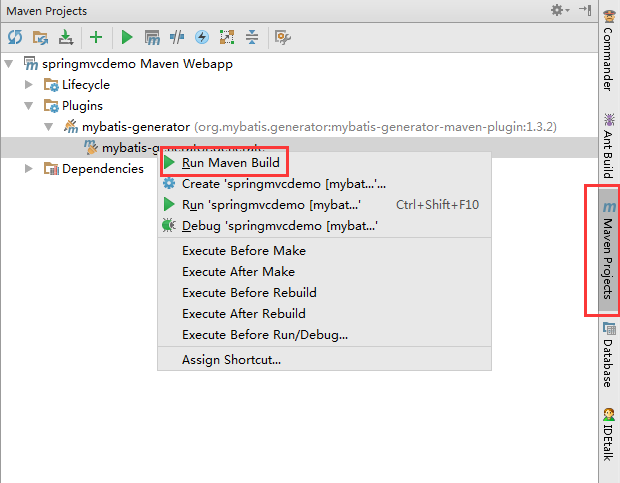 Maven Projects
springmvcdemo Maven Webapp
Lifecycle
Plugins
mybatis-generator (org.mybatis.generator:mybatis-generator-maven-plugin:1.3.2)
mybatis-generator:generate
Dependencies
Run Maven Build
Create 'springmvcdemo [mybat...'...
Run 'springmvcdemo [mybat...' Ctrl+Shift+F10
Debug 'springmvcdemo [mybat...'
Execute Before Make
Execute After Make
Execute Before Rebuild
Execute After Rebuild
Execute Before Run/Debug...
Assign Shortcut...
Commander
Ant Build
Maven Projects
Database
IDEtalk